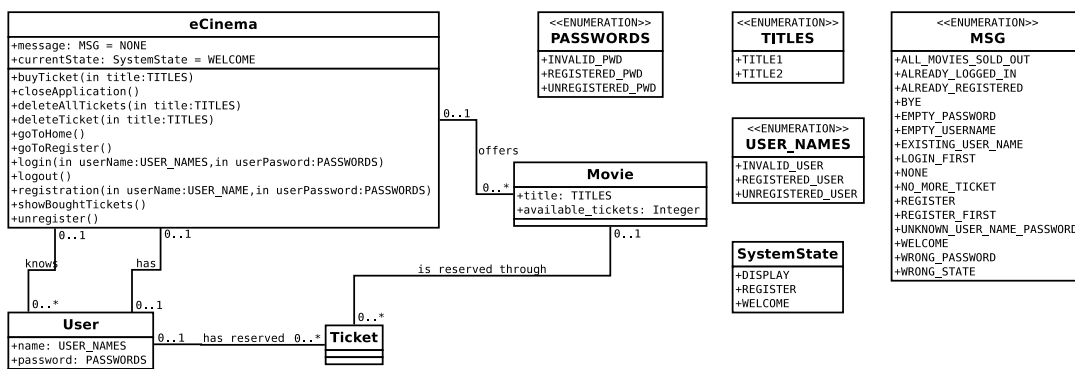 eCinema
+message: MSG = NONE
+currentState: SystemState = WELCOME
+buyTicket(in title:TITLES)
+closeApplication()
+deleteAllTickets(in title:TITLES)
+deleteTicket(in title:TITLES)
+goToHome()
+goToRegister()
+login(in userName:USER_NAMES,in userPasword:PASSWORDS)
+logout()
+registration(in userName:USER_NAME,in userPassword:PASSWORDS)
+showBoughtTickets()
+unregister()
<<ENUMERATION>>
PASSWORDS
+INVALID_PWD
+REGISTERED_PWD
+UNREGISTERED_PWD
<<ENUMERATION>>
TITLES
+TITLE1
+TITLE2
<<ENUMERATION>>
MSG
+ALL_MOVIES_SOLD_OUT
+ALREADY_LOGGED_IN
+ALREADY_REGISTERED
+BYE
+EMPTY_PASSWORD
+EMPTY_USERNAME
+EXISTING_USER_NAME
+LOGIN_FIRST
+NONE
+NO_MORE_TICKET
+REGISTER
+REGISTER_FIRST
+UNKNOWN_USER_NAME_PASSWORD
+WELCOME
+WRONG_PASSWORD
+WRONG_STATE
<<ENUMERATION>>
USER_NAMES
+INVALID_USER
+REGISTERED_USER
+UNREGISTERED_USER
0..1
offers
0..*
Movie
+title: TITLES
+available_tickets: Integer
0..1
is reserved through
0..*
SystemState
+DISPLAY
+REGISTER
+WELCOME
0..1
knows
0..*
0..1
has
0..1
User
+name: USER_NAMES
+password: PASSWORDS
0..1
has reserved
0..*
Ticket